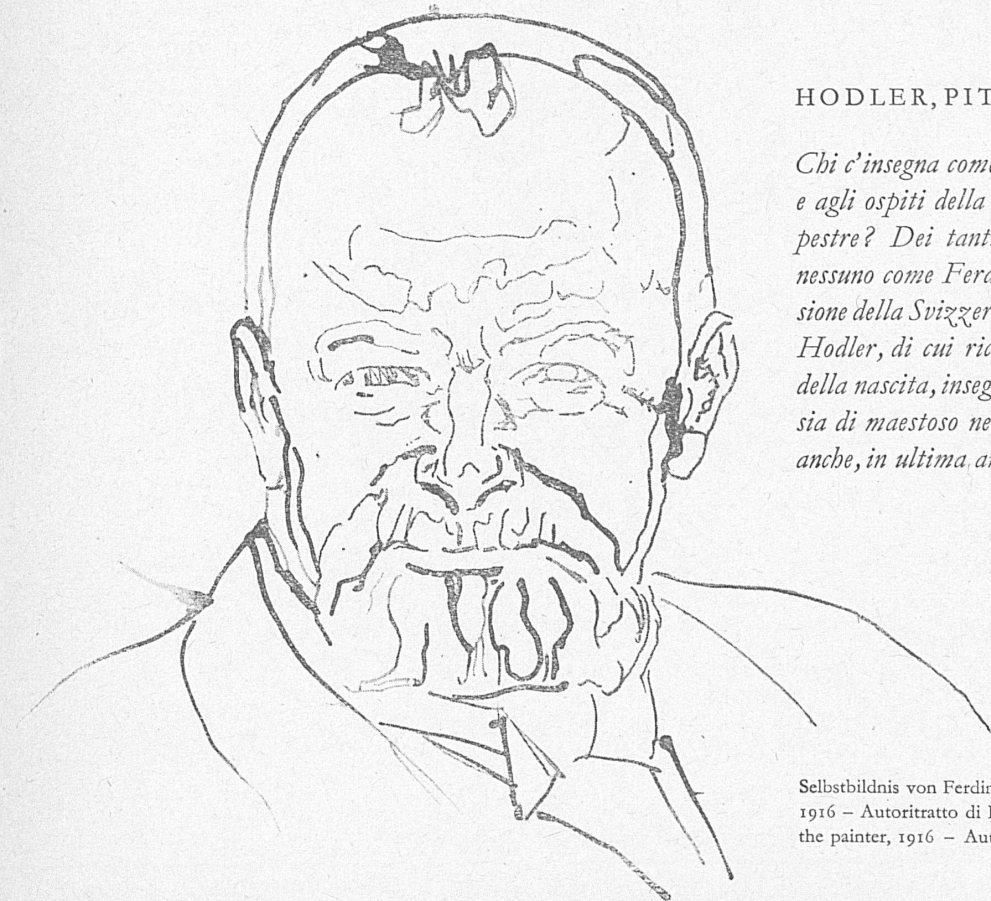 HODLER, PIT
Chi c'insegna come
e agli ospiti della
pestre? Dei tant
nessuno come Ferd
sione della Svizzer
Hodler, di cui ric
della nascita, inseg
sia di maestoso ne
anche, in ultima an
Selbstbildnis von Ferdin
1916 – Autoritratto di
the painter, 1916 – Au